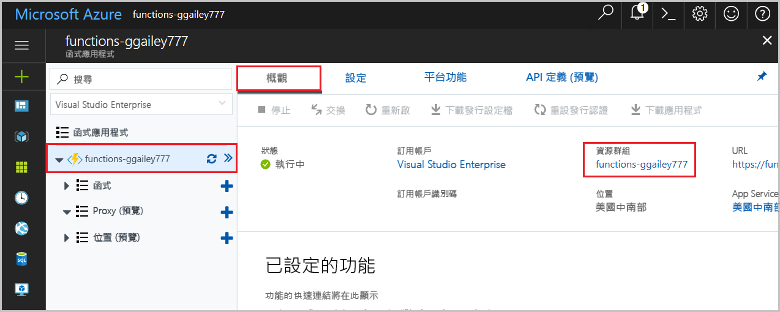 Microsoft Azure functions-ggailey777
1
functions-ggailey777
函式應用程式
搜尋
概觀 設定 平台功能 API 定義 (預覽)
Visual Studio Enterprise
停止 交換 重新啟 下載發行設定檔 重設發行認證 下載應用程式
函式應用程式
functions-ggailey777
函式
Proxy (預覽)
位置 (預覽)
狀態
執行中
訂用帳戶
Visual Studio Enterprise
訂用帳戶識別碼
資源群組
functions-ggailey777
位置
美國中南部
URL
https://fun
App Service
美國中南部
已設定的功能
功能的快速連結將在此顯示